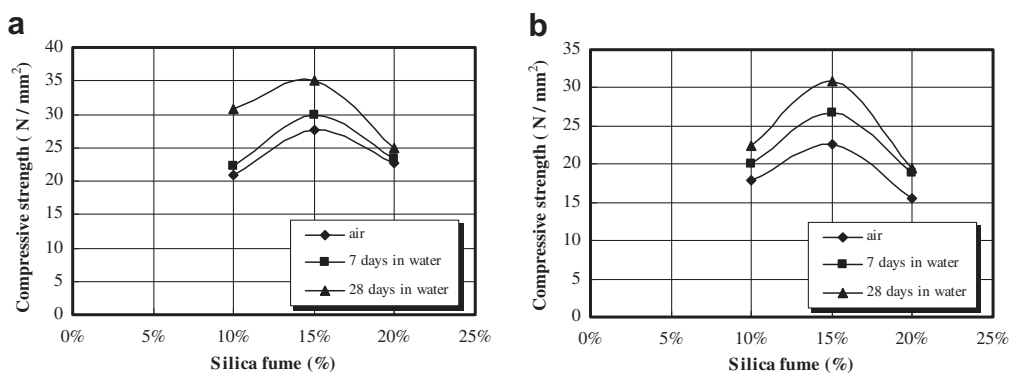 a
Compressive strength ( N / mm²)
40
35
30
25
20
15
10
5
0
0% 5% 10% 15% 20% 25%
Silica fume (%)
air
7 days in water
28 days in water
b
Compressive strength ( N / mm²)
35
30
25
20
15
10
5
0
0% 5% 10% 15% 20% 25%
Silica fume (%)
air
7 days in water
28 days in water